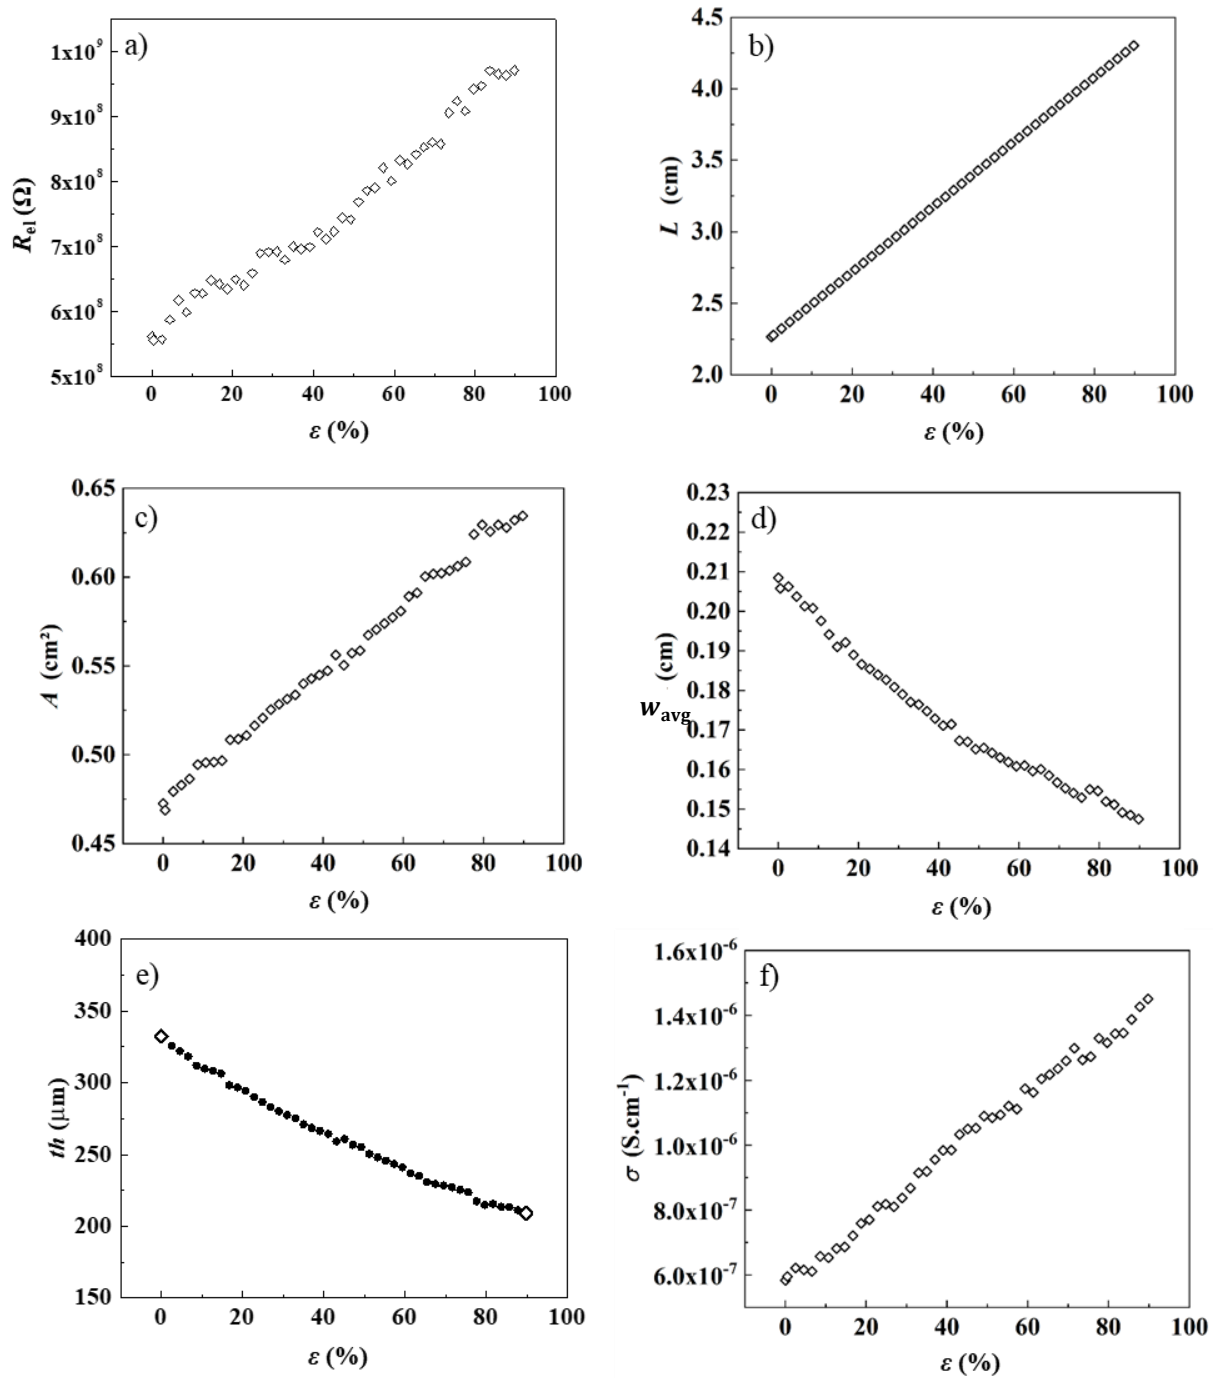 a)
1x10⁹
9x10⁸
8x10⁸
7x10⁸
6x10⁸
5x10⁸
R_el (Ω)
0 20 40 60 80 100
ε (%)
b)
4.5
4.0
3.5
3.0
2.5
2.0
L (cm)
0 20 40 60 80 100
ε (%)
c)
0.65
0.60
0.55
0.50
0.45
A (cm²)
0 20 40 60 80 100
ε (%)
d)
0.23
0.22
0.21
0.20
0.19
0.18
0.17
0.16
0.15
0.14
w_avg (cm)
0 20 40 60 80 100
ε (%)
e)
400
350
300
250
200
150
th (μm)
0 20 40 60 80 100
ε (%)
f)
1.6x10⁻⁶
1.4x10⁻⁶
1.2x10⁻⁶
1.0x10⁻⁶
8.0x10⁻⁷
6.0x10⁻⁷
σ (S.cm⁻¹)
0 20 40 60 80 100
ε (%)